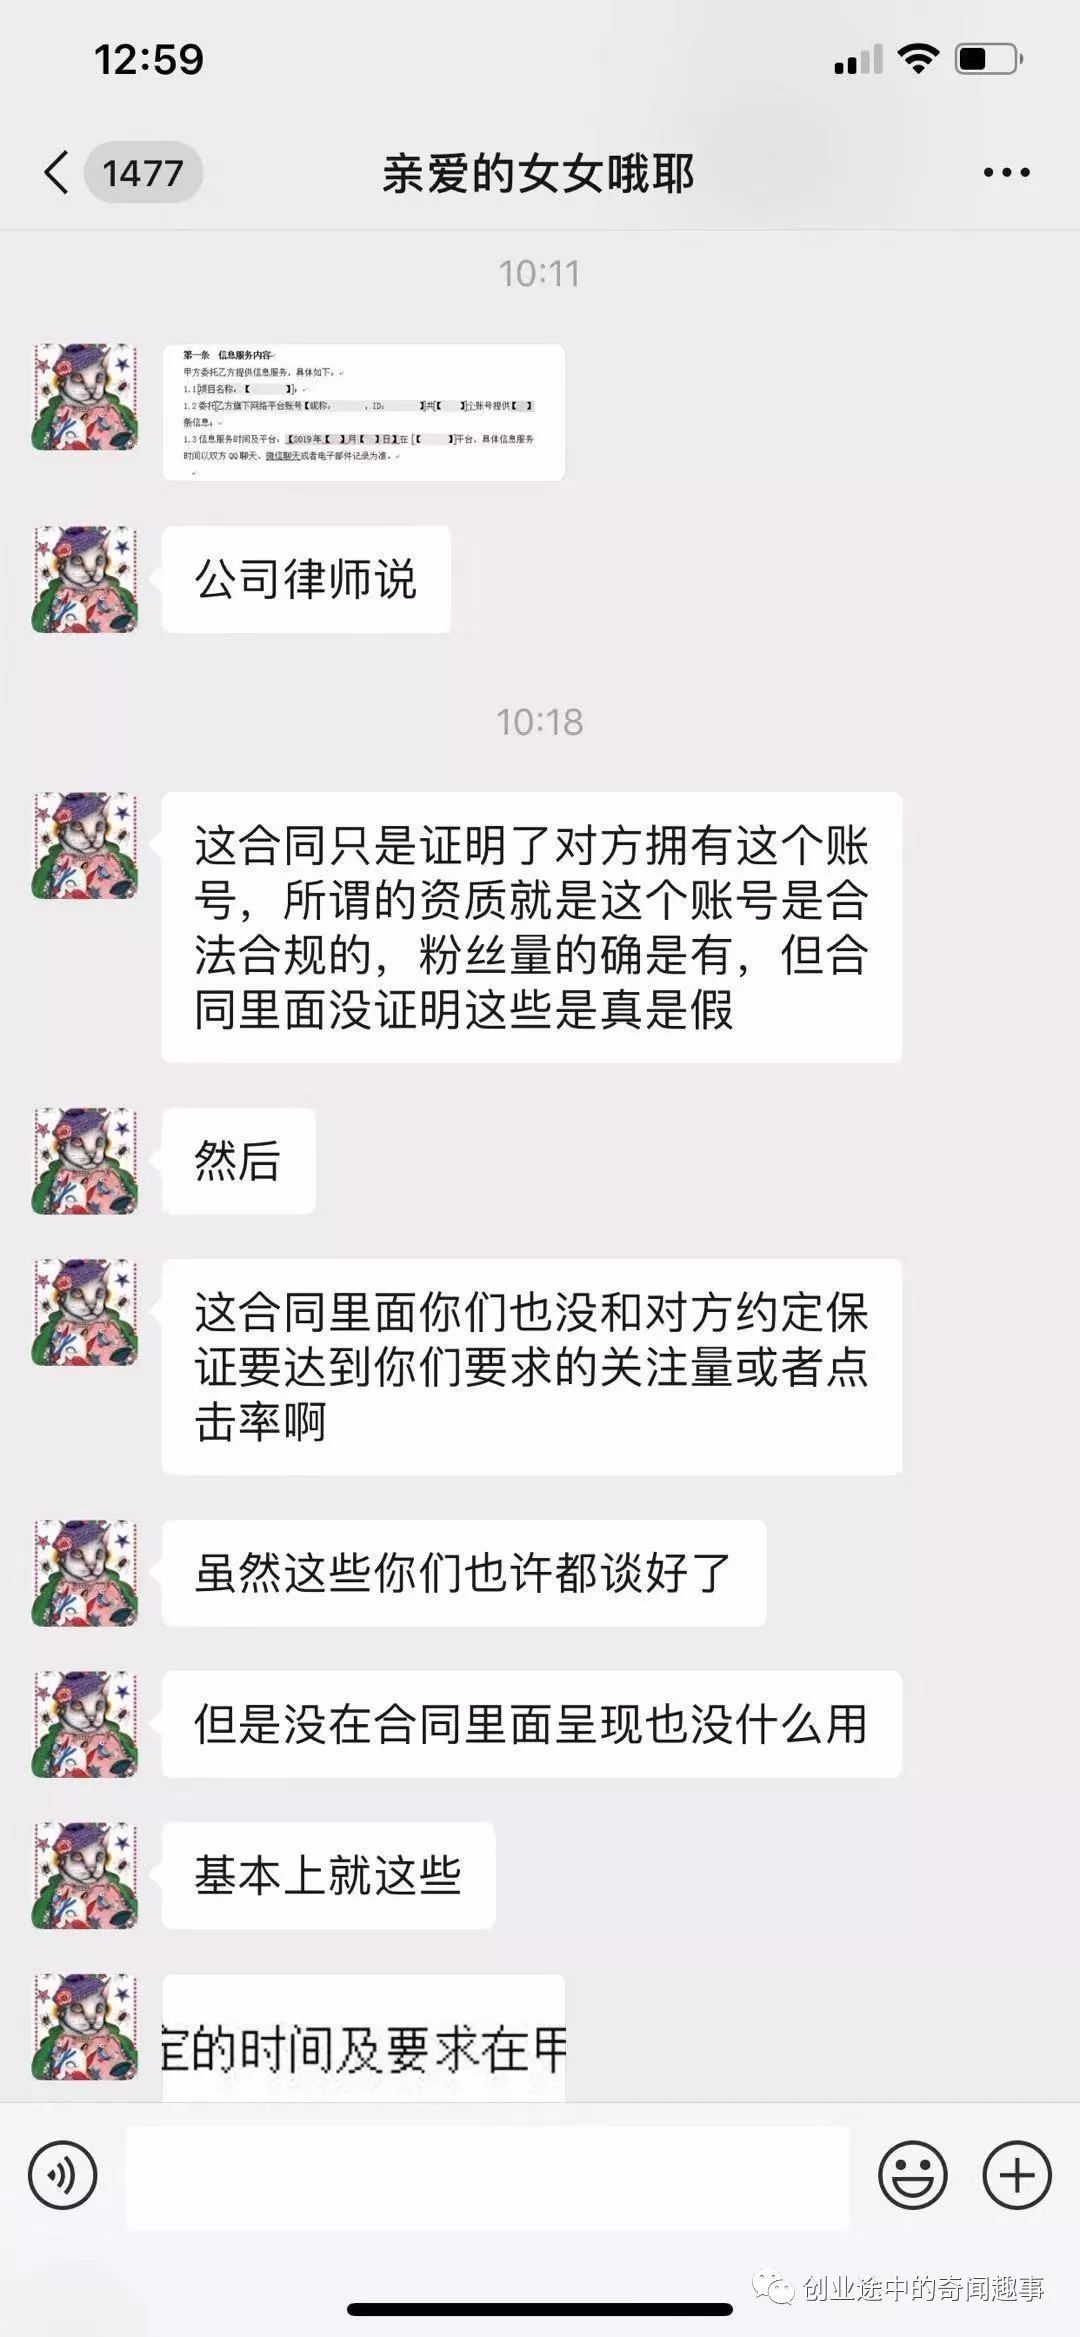 12:59
1477
亲爱的女女哦耶
10:11
第一条 信息服务内容
甲方委托乙方提供信息服务，具体如下：
1.1项目名称：【 】；
1.2 委托乙方旗下网络平台账号【昵称： ，ID： 】共【 】个账号提供【 】
条信息；
1.3 信息服务时间及平台：【2019年【 】月【 】日】在 [【 】平台，具体信息服务
时间以双方 QQ 聊天、微信聊天或者电子邮件记录为准。
公司律师说
10:18
这合同只是证明了对方拥有这个账
号，所谓的资质就是这个账号是合
法合规的，粉丝量的确是有，但合
同里面没证明这些是真是假
然后
这合同里面你们也没和对方约定保
证要达到你们要求的关注量或者点
击率啊
虽然这些你们也许都谈好了
但是没在合同里面呈现也没什么用
基本上就这些
定的时间及要求在甲
创业途中的奇闻趣事